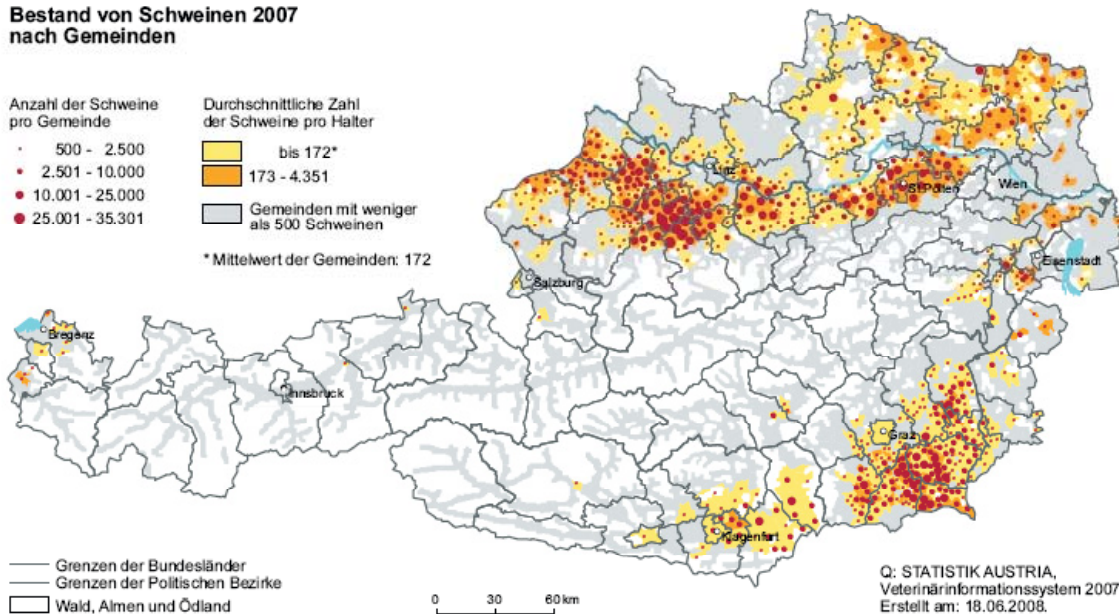 Bestand von Schweinen 2007
nach Gemeinden
Anzahl der Schweine
pro Gemeinde
500 - 2.500
2.501 - 10.000
10.001 - 25.000
25.001 - 35.301
Durchschnittliche Zahl
der Schweine pro Halter
bis 172*
173 - 4.351
Gemeinden mit weniger
als 500 Schweinen
* Mittelwert der Gemeinden: 172
Linz
St.Pölten
Wien
Eisenstadt
Salzburg
Bregenz
Innsbruck
Graz
Klagenfurt
Grenzen der Bundesländer
Grenzen der Politischen Bezirke
Wald, Almen und Ödland
0 30 60 km
Q: STATISTIK AUSTRIA,
Veterinärinformationssystem 2007.
Erstellt am: 18.06.2008.